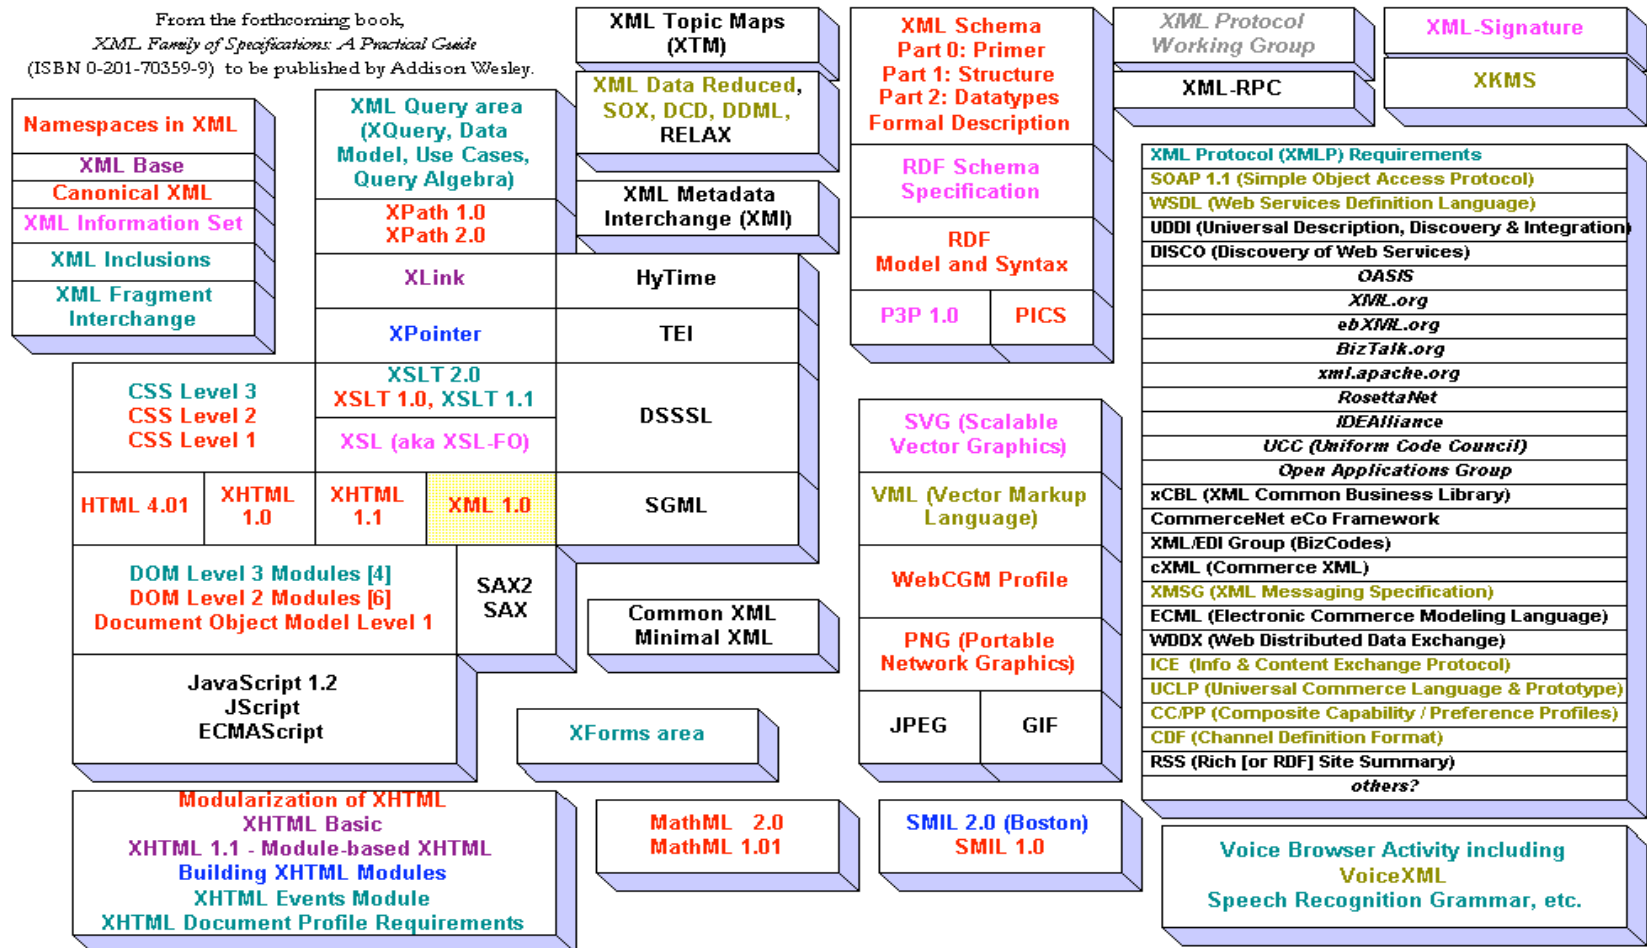 From the forthcoming book,
XML Family of Specifications: A Practical Guide
(ISBN 0-201-70359-9) to be published by Addison Wesley.
Namespaces in XML
XML Base
Canonical XML
XML Information Set
XML Inclusions
XML Fragment
Interchange
XML Query area
(XQuery, Data
Model, Use Cases,
Query Algebra)
XPath 1.0
XPath 2.0
XLink
HyTime
XPointer
TEI
CSS Level 3
CSS Level 2
CSS Level 1
XSLT 2.0
XSLT 1.0, XSLT 1.1
XSL (aka XSL-FO)
DSSSL
HTML 4.01
XHTML
1.0
XHTML
1.1
XML 1.0
SGML
DOM Level 3 Modules [4]
DOM Level 2 Modules [6]
Document Object Model Level 1
SAX2
SAX
JavaScript 1.2
JScript
ECMAScript
XML Topic Maps
(XTM)
XML Data Reduced,
SOX, DCD, DDML,
RELAX
XML Metadata
Interchange (XMI)
Common XML
Minimal XML
XForms area
Modularization of XHTML
XHTML Basic
XHTML 1.1 - Module-based XHTML
Building XHTML Modules
XHTML Events Module
XHTML Document Profile Requirements
MathML 2.0
MathML 1.01
XML Schema
Part 0: Primer
Part 1: Structure
Part 2: Datatypes
Formal Description
RDF Schema
Specification
RDF
Model and Syntax
P3P 1.0
PICS
SVG (Scalable
Vector Graphics)
VML (Vector Markup
Language)
WebCGM Profile
PNG (Portable
Network Graphics)
JPEG
GIF
SMIL 2.0 (Boston)
SMIL 1.0
XML Protocol
Working Group
XML-RPC
XML-Signature
XKMS
XML Protocol (XMLP) Requirements
SOAP 1.1 (Simple Object Access Protocol)
WSDL (Web Services Definition Language)
UDDI (Universal Description, Discovery & Integration)
DISCO (Discovery of Web Services)
OASIS
XML.org
ebXML.org
BizTalk.org
xml.apache.org
RosettaNet
IDEAlliance
UCC (Uniform Code Council)
Open Applications Group
xCBL (XML Common Business Library)
CommerceNet eCo Framework
XML/EDI Group (BizCodes)
cXML (Commerce XML)
XMSG (XML Messaging Specification)
ECML (Electronic Commerce Modeling Language)
WDDX (Web Distributed Data Exchange)
ICE (Info & Content Exchange Protocol)
UCLP (Universal Commerce Language & Prototype)
CC/PP (Composite Capability / Preference Profiles)
CDF (Channel Definition Format)
RSS (Rich [or RDF] Site Summary)
others?
Voice Browser Activity including
VoiceXML
Speech Recognition Grammar, etc.